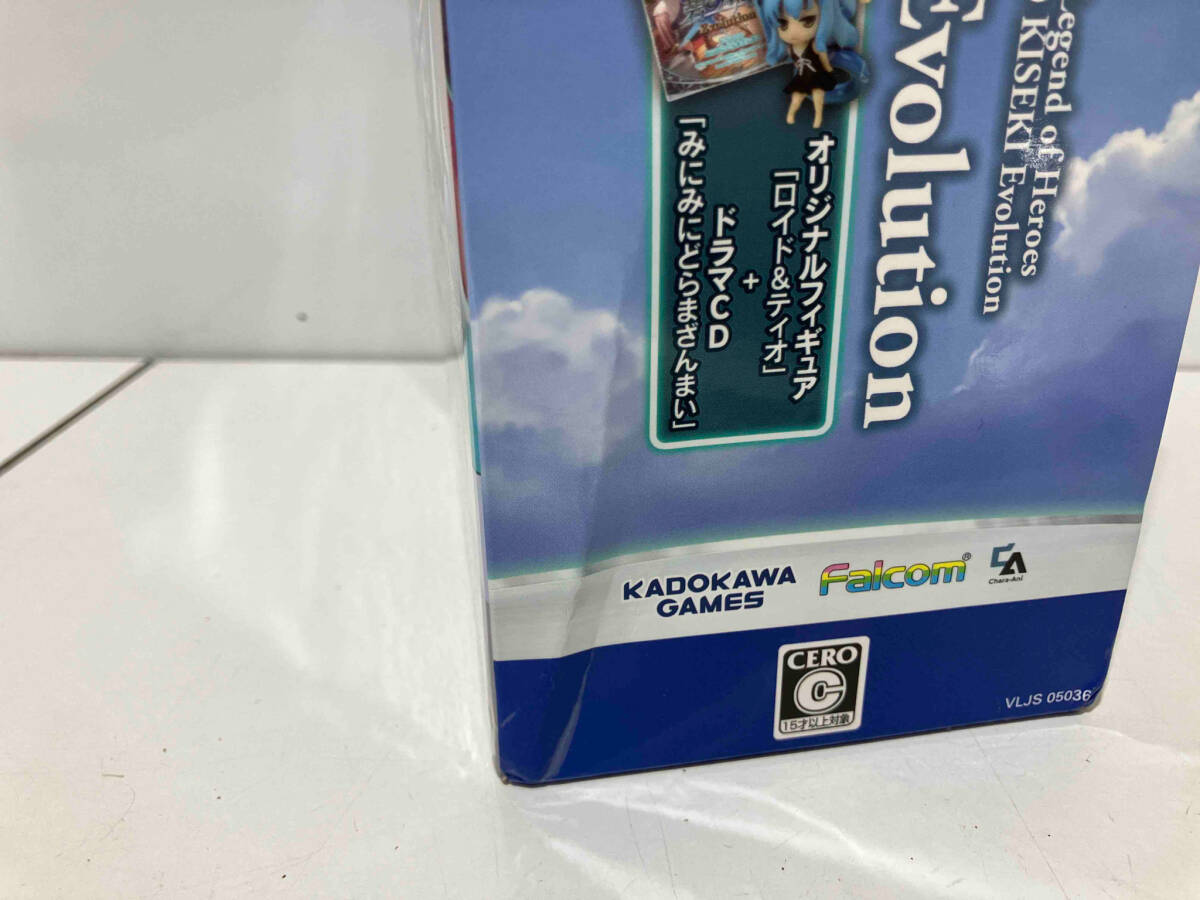 Legend of Heroes
KISEKI Evolution
Evolution
Evolution
オリジナルフィギュア
「ロイド&ティオ」
+
ドラマCD
「みにみにどらまざんまい」
KADOKAWA
GAMES
Falcom®
CA
Chara-Ani
CERO
C
15才以上対象
VLJS 05036